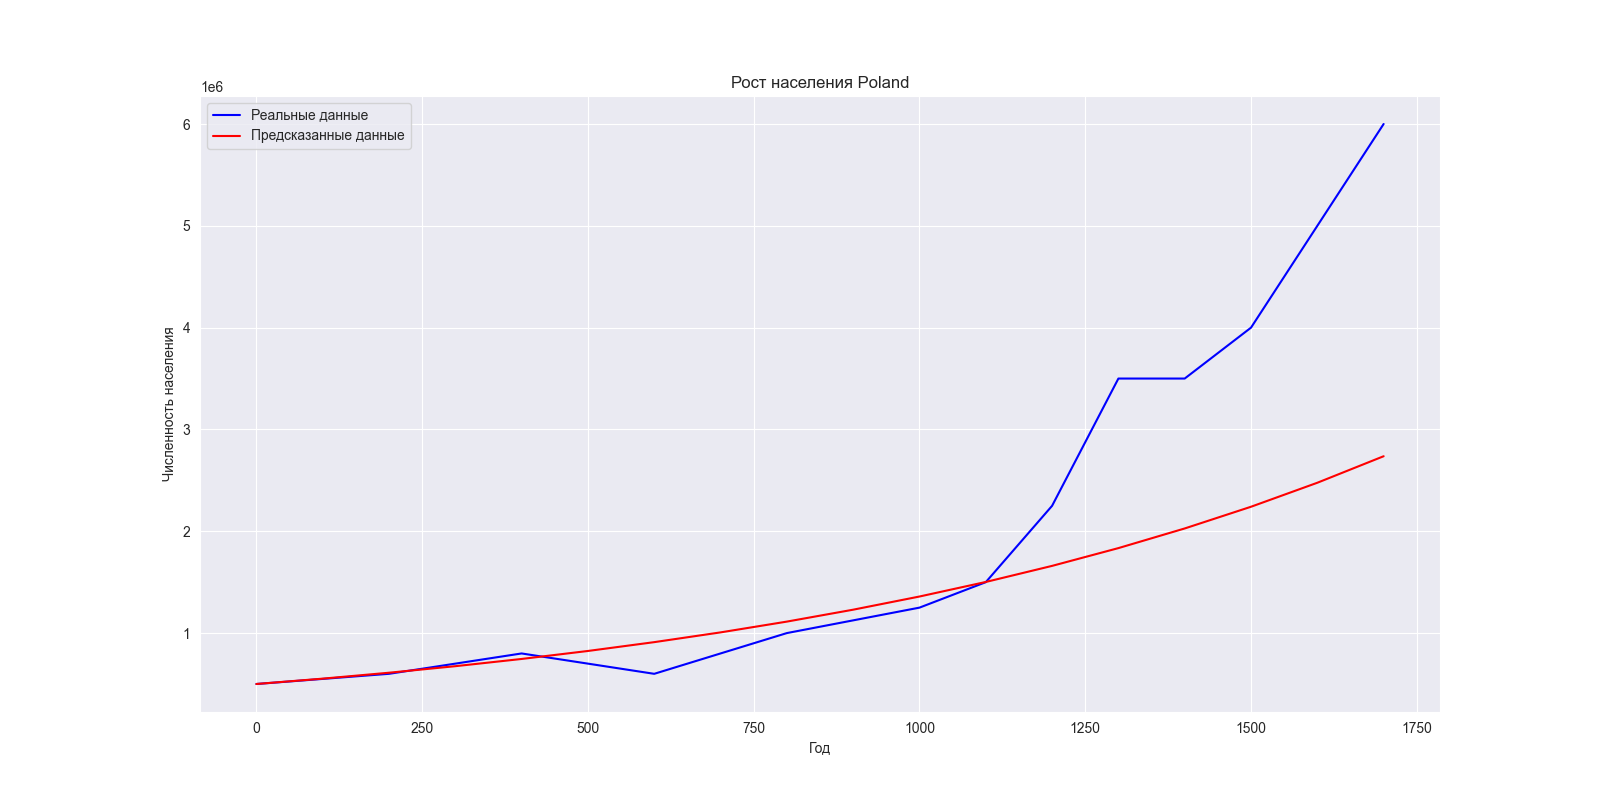 Рост населения Poland
1e6
Реальные данные
Предсказанные данные
6
5
4
3
2
1
Численность населения
0 250 500 750 1000 1250 1500 1750
Год